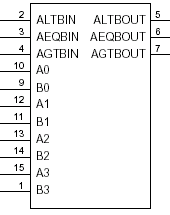 2 ALTBIN ALTBOUT 5
3 AEQBIN AEQBOUT 6
4 AGTBIN AGTBOUT 7
10 A0
9 B0
12 A1
11 B1
13 A2
14 B2
15 A3
1 B3